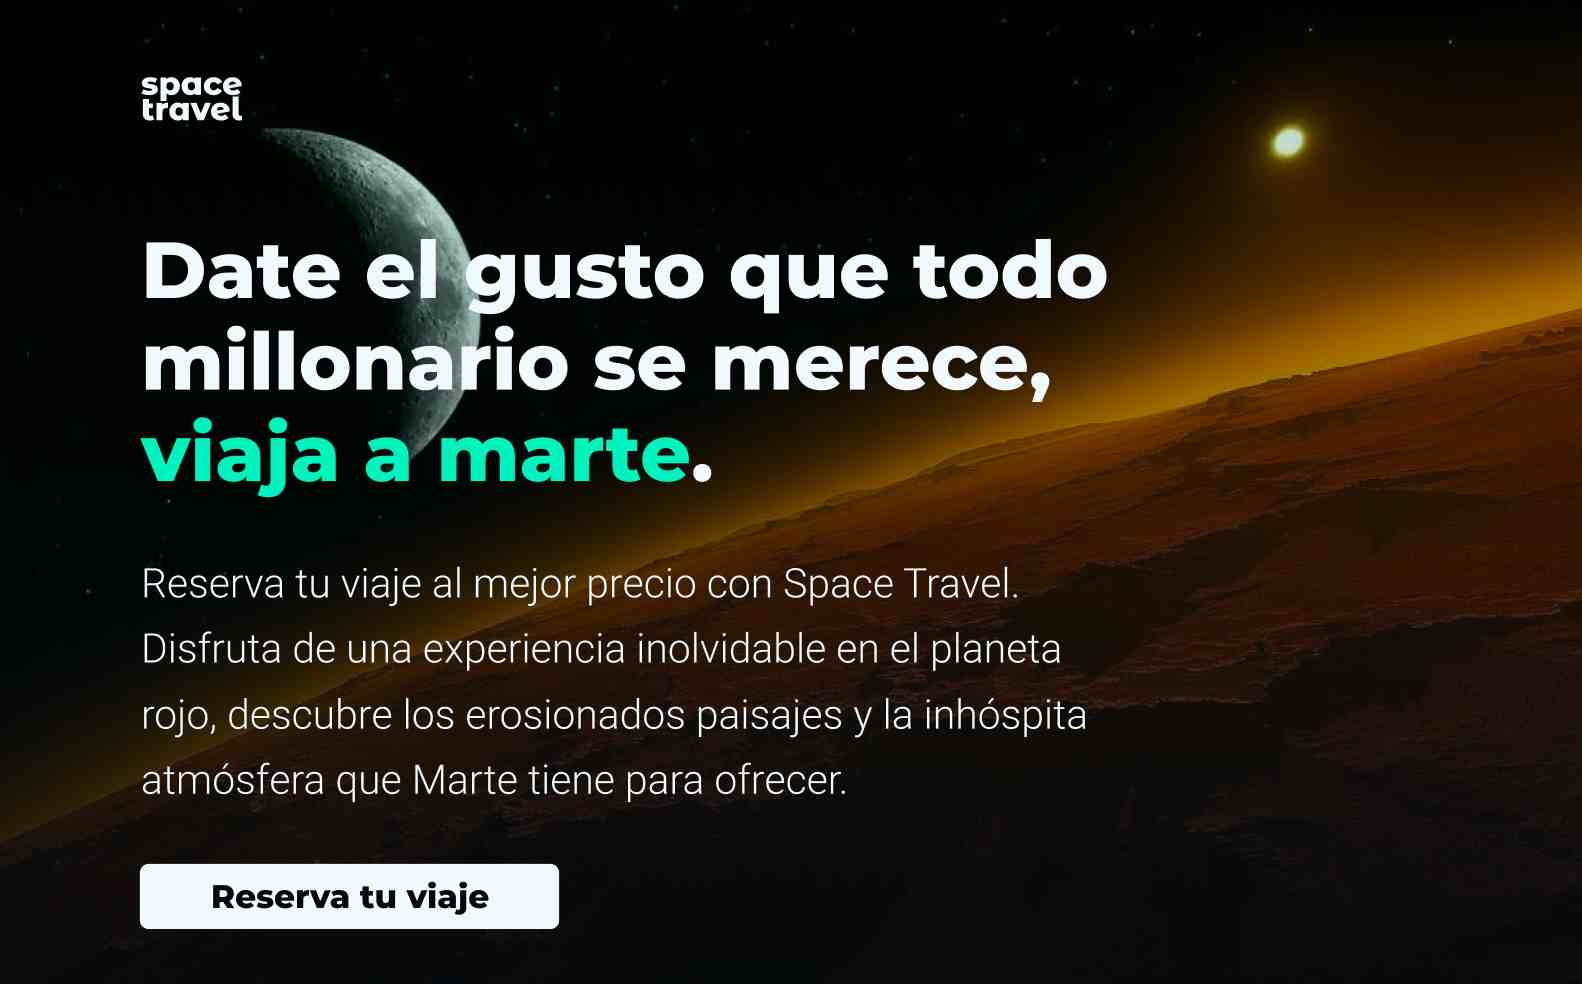 space
travel
Date el gusto que todo
millonario se merece,
viaja a marte.
Reserva tu viaje al mejor precio con Space Travel.
Disfruta de una experiencia inolvidable en el planeta
rojo, descubre los erosionados paisajes y la inhóspita
atmósfera que Marte tiene para ofrecer.
Reserva tu viaje